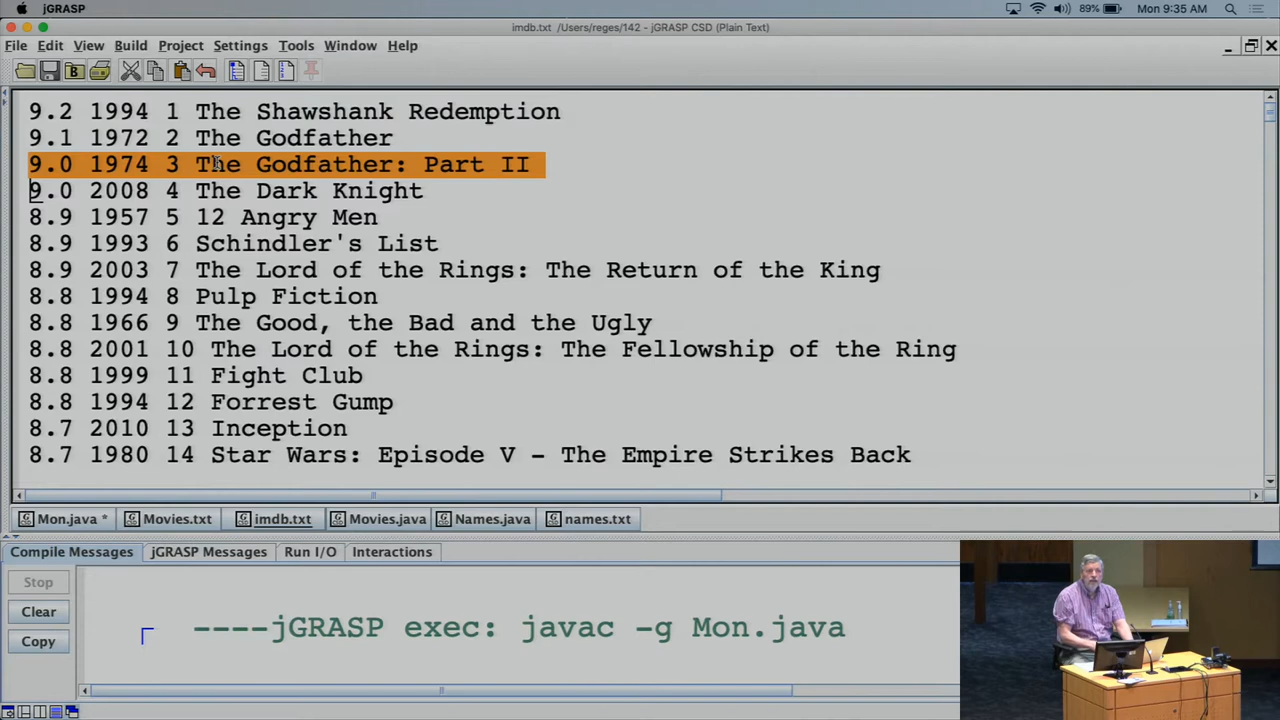 jGRASP
89% Mon 9:35 AM
imdb.txt /Users/reges/142 - jGRASP CSD (Plain Text)
File Edit View Build Project Settings Tools Window Help
9.2 1994 1 The Shawshank Redemption
9.1 1972 2 The Godfather
9.0 1974 3 The Godfather: Part II
9.0 2008 4 The Dark Knight
8.9 1957 5 12 Angry Men
8.9 1993 6 Schindler's List
8.9 2003 7 The Lord of the Rings: The Return of the King
8.8 1994 8 Pulp Fiction
8.8 1966 9 The Good, the Bad and the Ugly
8.8 2001 10 The Lord of the Rings: The Fellowship of the Ring
8.8 1999 11 Fight Club
8.8 1994 12 Forrest Gump
8.7 2010 13 Inception
8.7 1980 14 Star Wars: Episode V - The Empire Strikes Back
Mon.java * Movies.txt imdb.txt Movies.java Names.java names.txt
Compile Messages jGRASP Messages Run I/O Interactions
Stop
Clear
Copy
----jGRASP exec: javac -g Mon.java